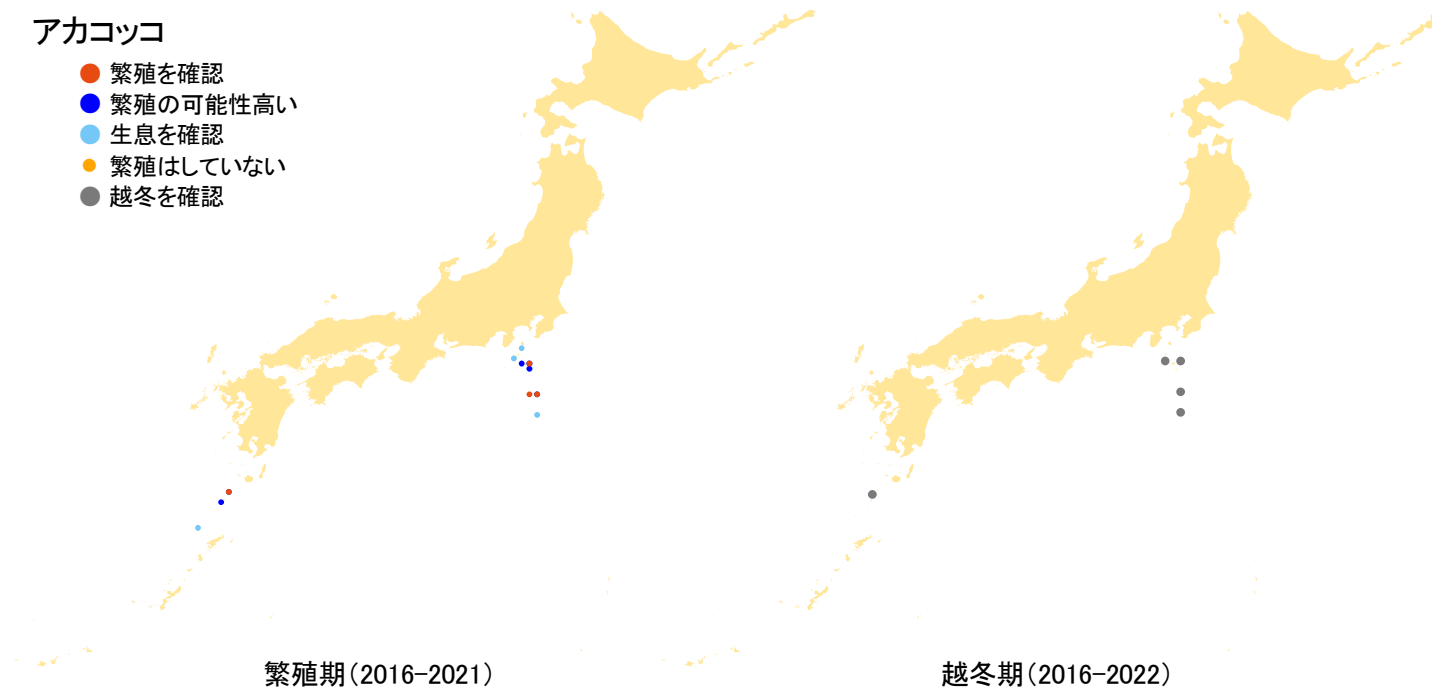 アカコッコ
繁殖を確認
繁殖の可能性高い
生息を確認
繁殖はしていない
越冬を確認
繁殖期（2016-2021）
越冬期（2016-2022）